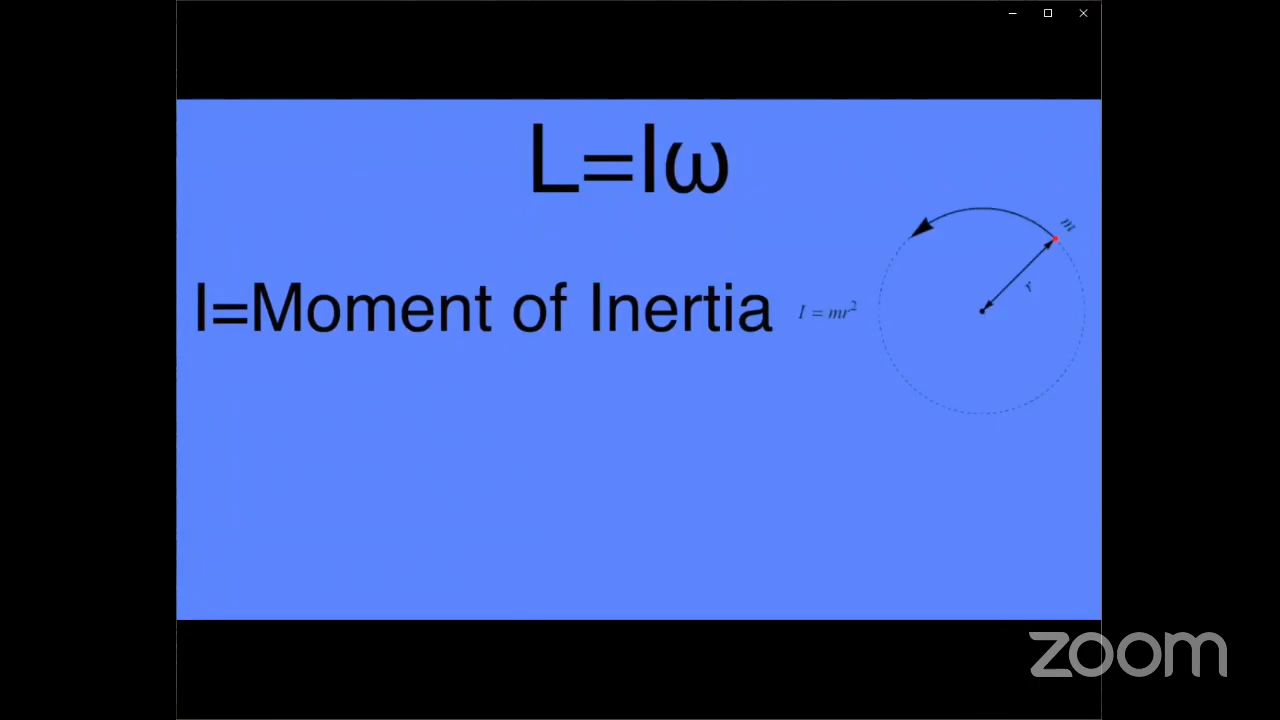 L=Iω
m
r
I=Moment of Inertia
I = mr²
zoom